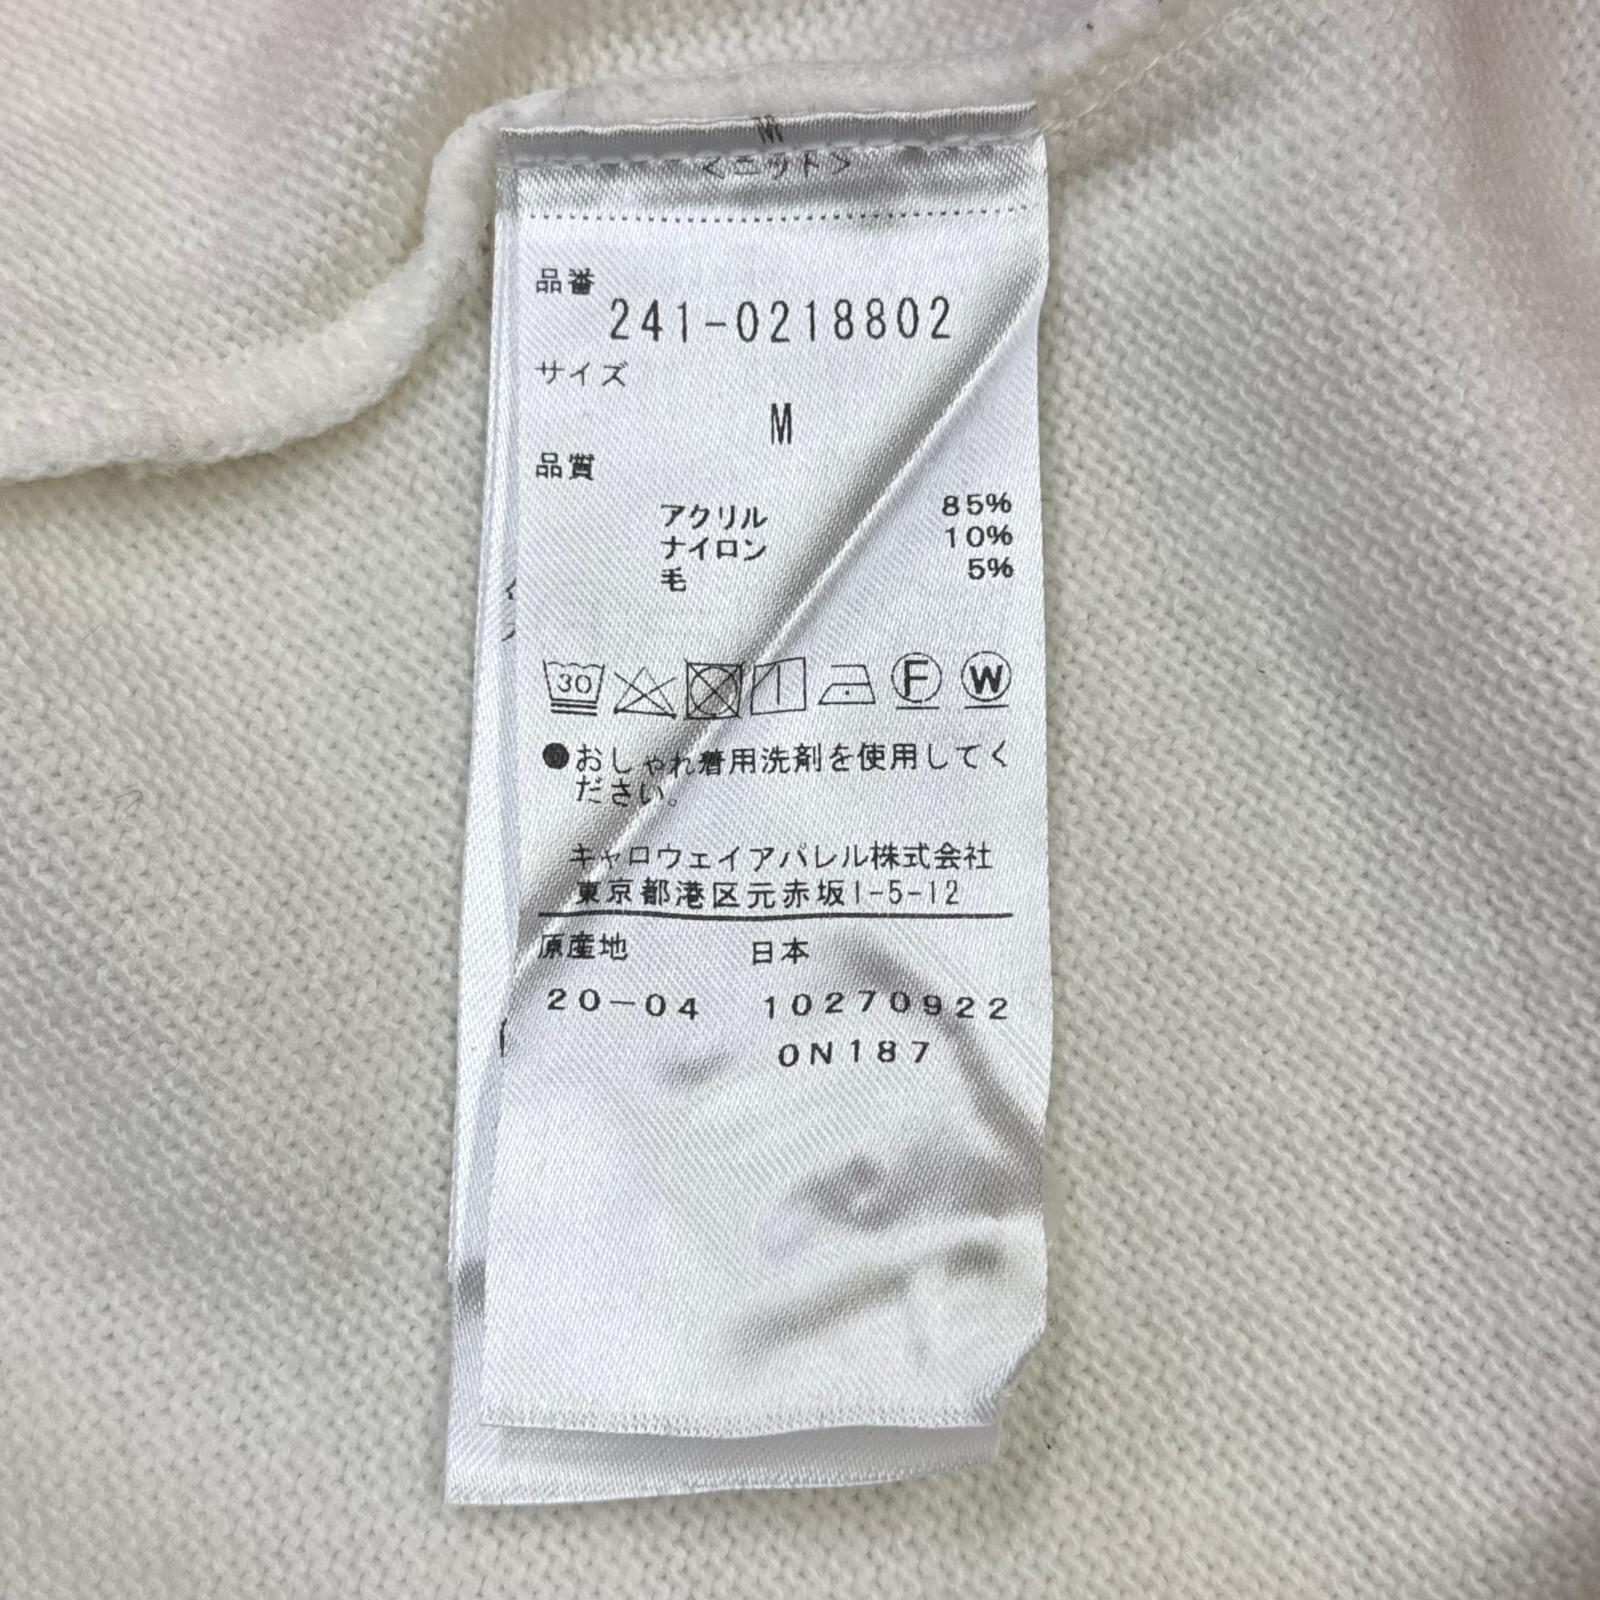 M
<ニット>
品番
241-0218802
サイズ
M
品質
アクリル 85%
ナイロン 10%
毛 5%
30 F W
●おしゃれ着用洗剤を使用してく
ださい。
キャロウェイアパレル株式会社
東京都港区元赤坂1-5-12
原産地 日本
20-04 10270922
0N187